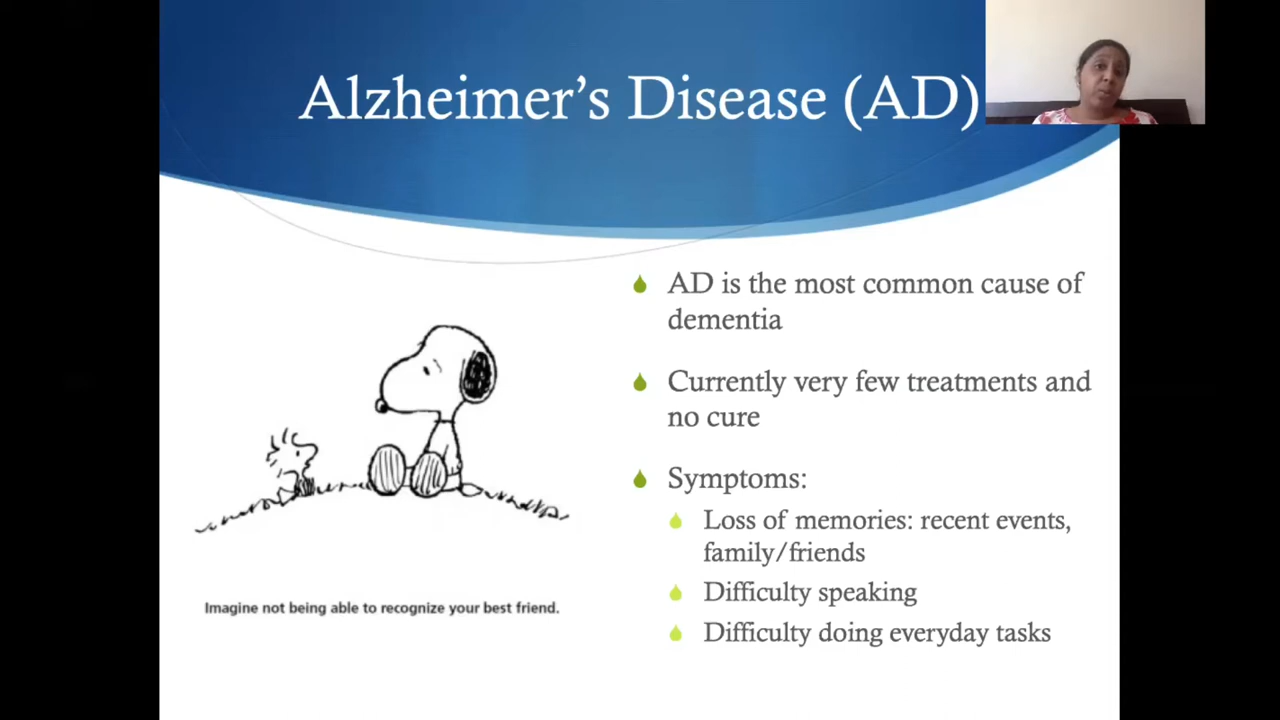 Alzheimer's Disease (AD)
AD is the most common cause of
dementia
Currently very few treatments and
no cure
Symptoms:
Loss of memories: recent events,
family/friends
Difficulty speaking
Difficulty doing everyday tasks
Imagine not being able to recognize your best friend.